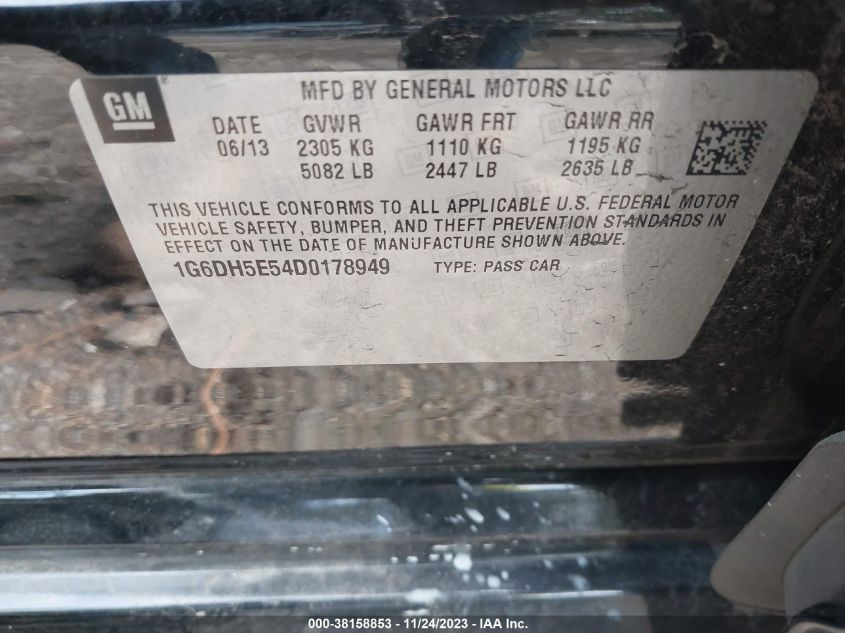 GM
MFD BY GENERAL MOTORS LLC
DATE GVWR GAWR FRT GAWR RR
06/13 2305 KG 1110 KG 1195 KG
5082 LB 2447 LB 2635 LB
THIS VEHICLE CONFORMS TO ALL APPLICABLE U.S. FEDERAL MOTOR
VEHICLE SAFETY, BUMPER, AND THEFT PREVENTION STANDARDS IN
EFFECT ON THE DATE OF MANUFACTURE SHOWN ABOVE.
1G6DH5E54D0178949 TYPE: PASS CAR
000-38158853 - 11/24/2023 - IAA Inc.